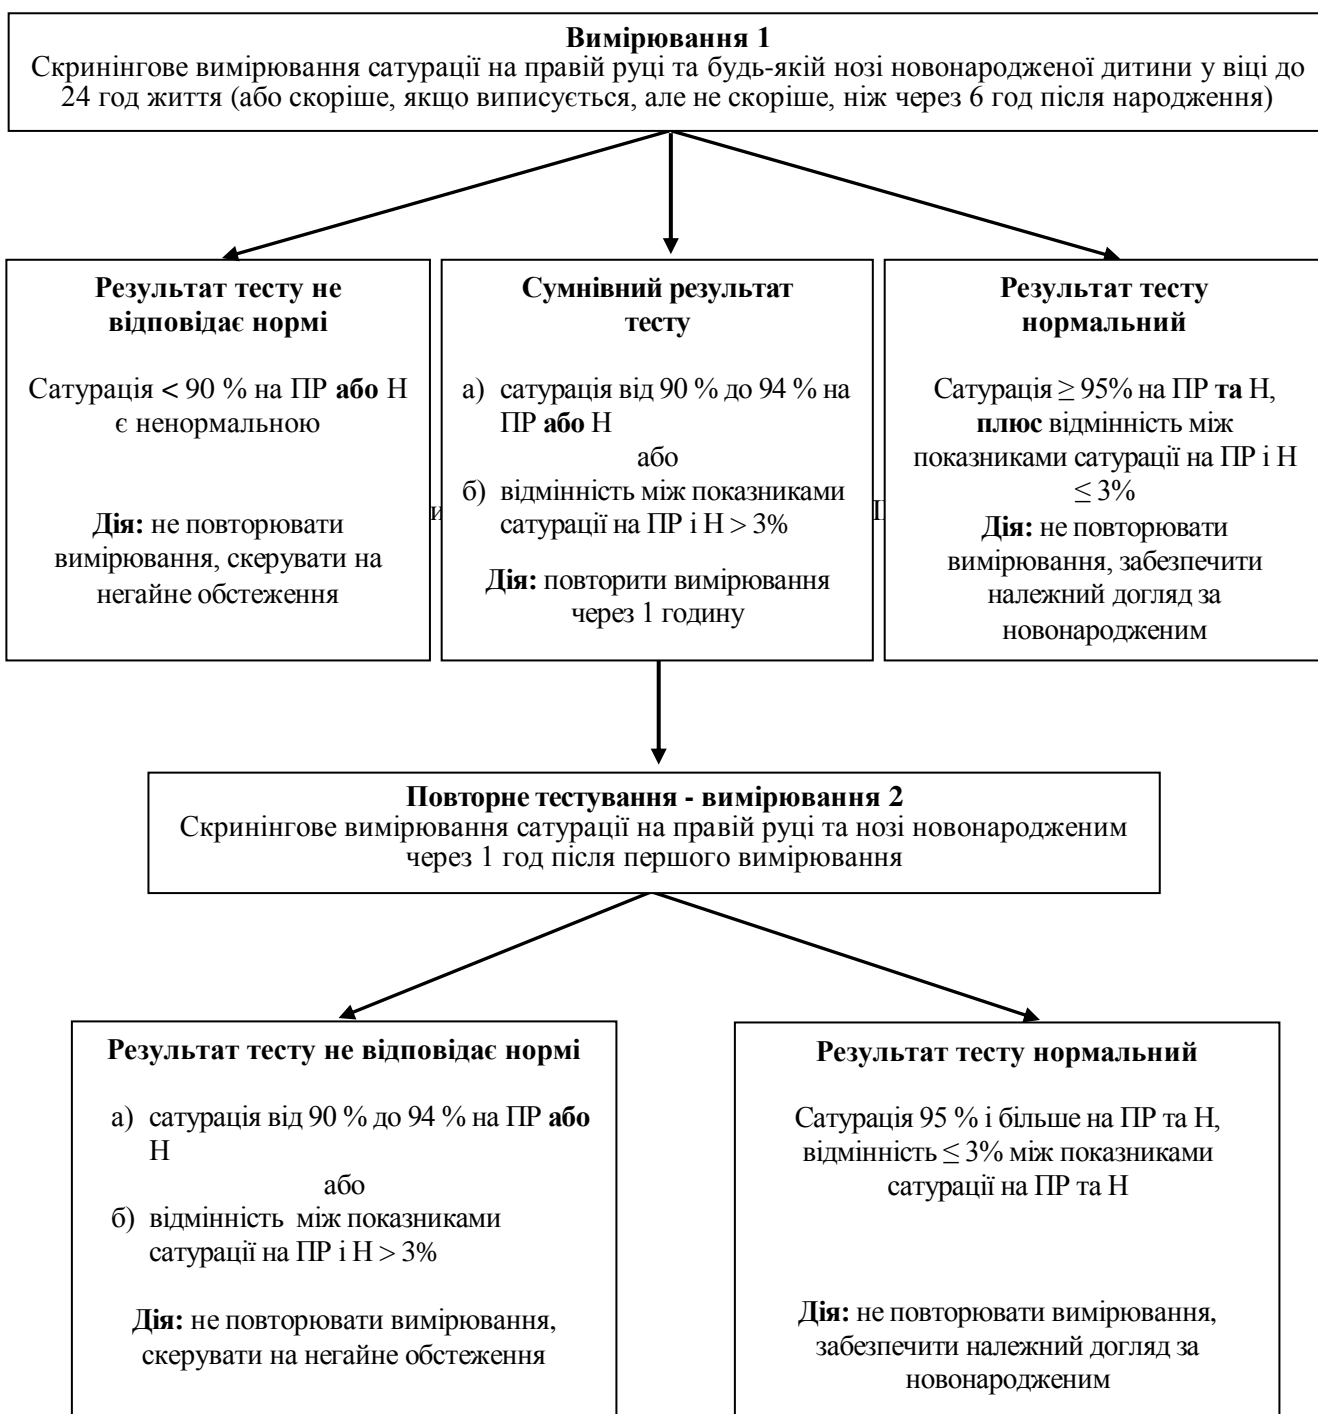 Вимірювання 1
Скринінгове вимірювання сатурації на правій руці та будь-якій нозі новонародженої дитини у віці до
24 год життя (або скоріше, якщо виписується, але не скоріше, ніж через 6 год після народження)
Результат тесту не
відповідає нормі
Сатурація < 90 % на ПР або Н
є ненормальною
Дія: не повторювати
вимірювання, скерувати на
негайне обстеження
Сумнівний результат
тесту
а) сатурація від 90 % до 94 % на
ПР або Н
або
б) відмінність між показниками
сатурації на ПР і Н > 3%
Дія: повторити вимірювання
через 1 годину
Результат тесту
нормальний
Сатурація ≥ 95% на ПР та Н,
плюс відмінність між
показниками сатурації на ПР і Н
≤ 3%
Дія: не повторювати
вимірювання, забезпечити
належний догляд за
новонародженим
Повторне тестування - вимірювання 2
Скринінгове вимірювання сатурації на правій руці та нозі новонародженим
через 1 год після першого вимірювання
Результат тесту не відповідає нормі
а) сатурація від 90 % до 94 % на ПР або
Н
або
б) відмінність між показниками
сатурації на ПР і Н > 3%
Дія: не повторювати вимірювання,
скерувати на негайне обстеження
Результат тесту нормальний
Сатурація 95 % і більше на ПР та Н,
відмінність ≤ 3% між показниками
сатурації на ПР та Н
Дія: не повторювати вимірювання,
забезпечити належний догляд за
новонародженим